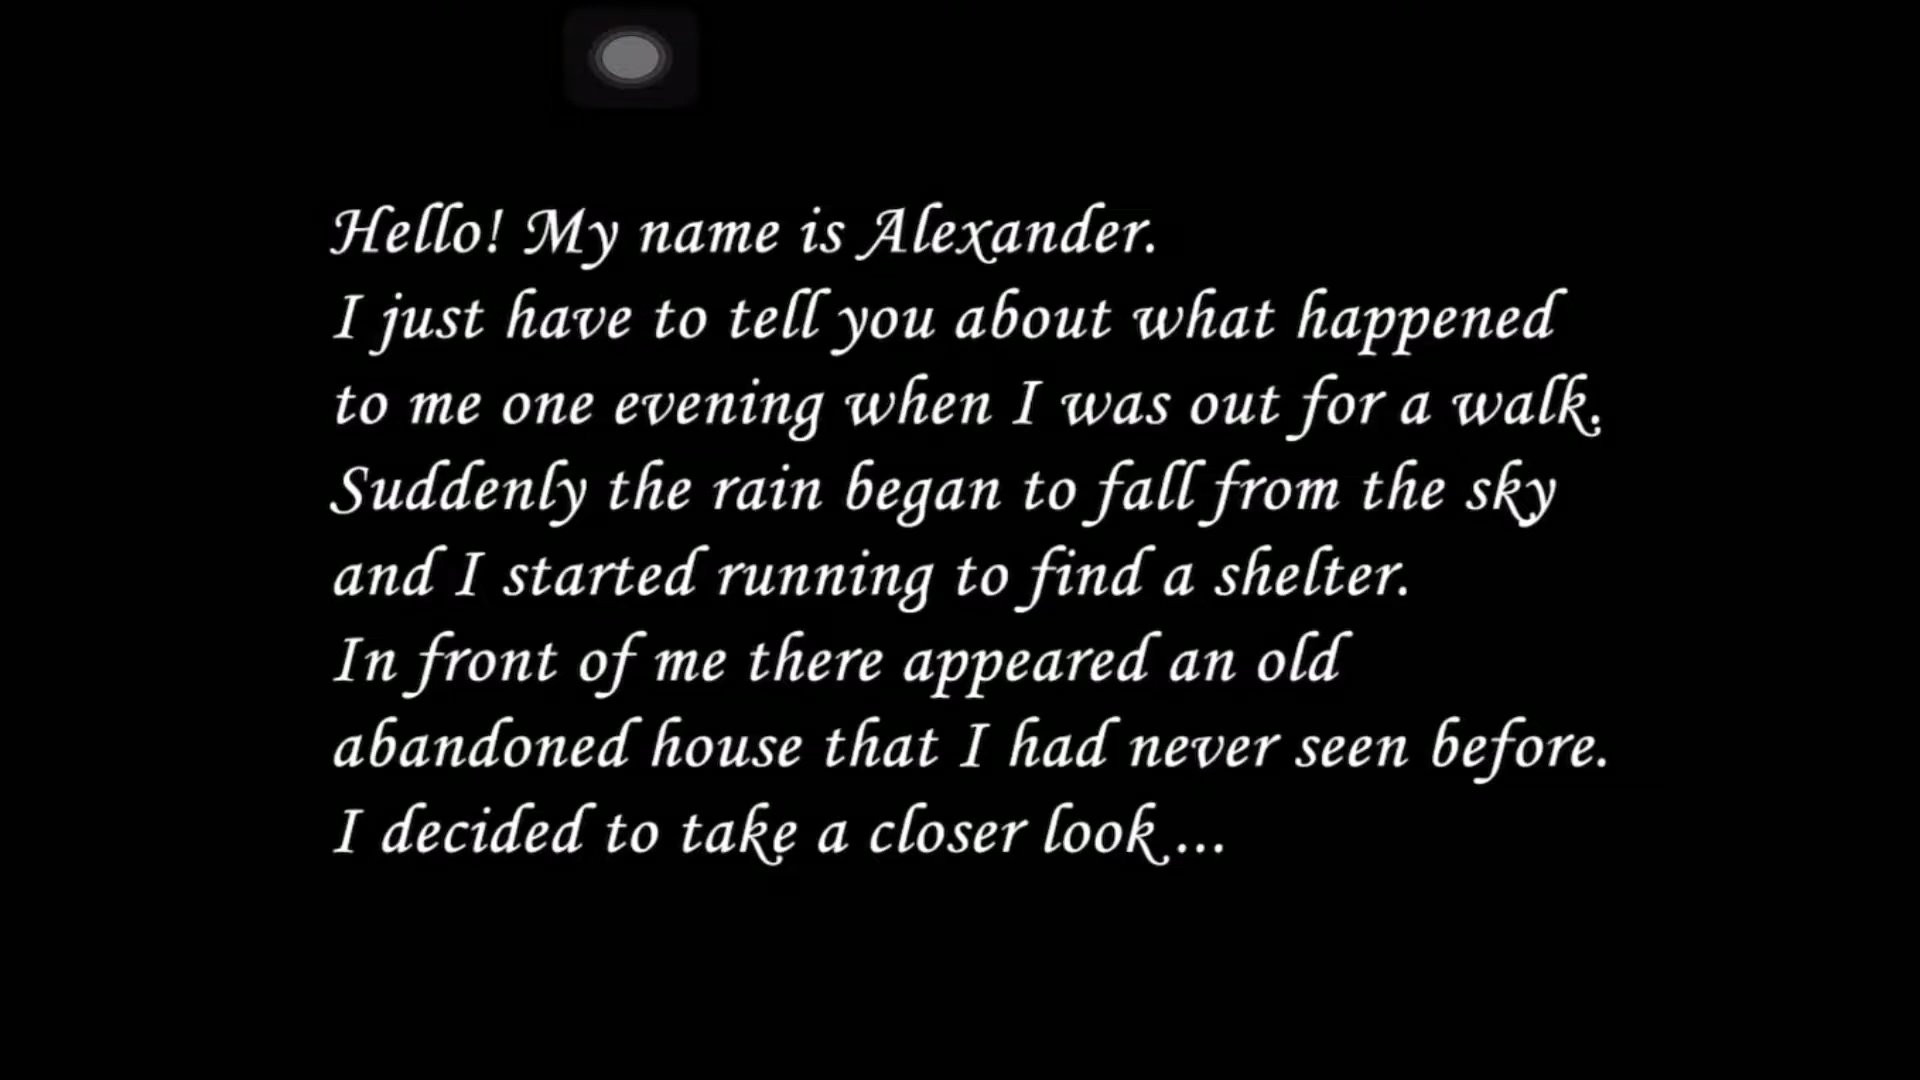 Hello! My name is Alexander.
I just have to tell you about what happened
to me one evening when I was out for a walk.
Suddenly the rain began to fall from the sky
and I started running to find a shelter.
In front of me there appeared an old
abandoned house that I had never seen before.
I decided to take a closer look...